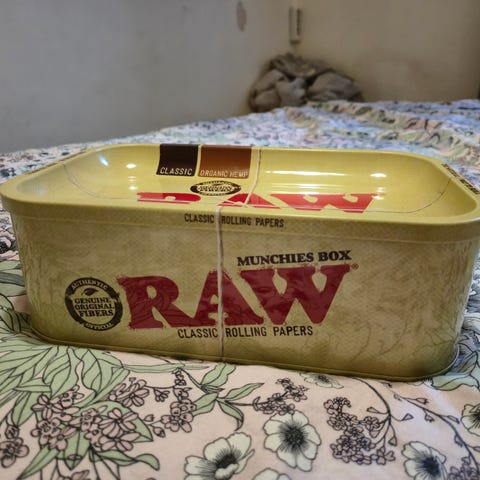 CLASSIC ORGANIC HEMP
RAW
CLASSIC ROLLING PAPERS
MUNCHIES BOX
RAW®
CLASSIC ROLLING PAPERS
AUTHENTIC
GENUINE
ORIGINAL
FIBERS
OFFICIAL